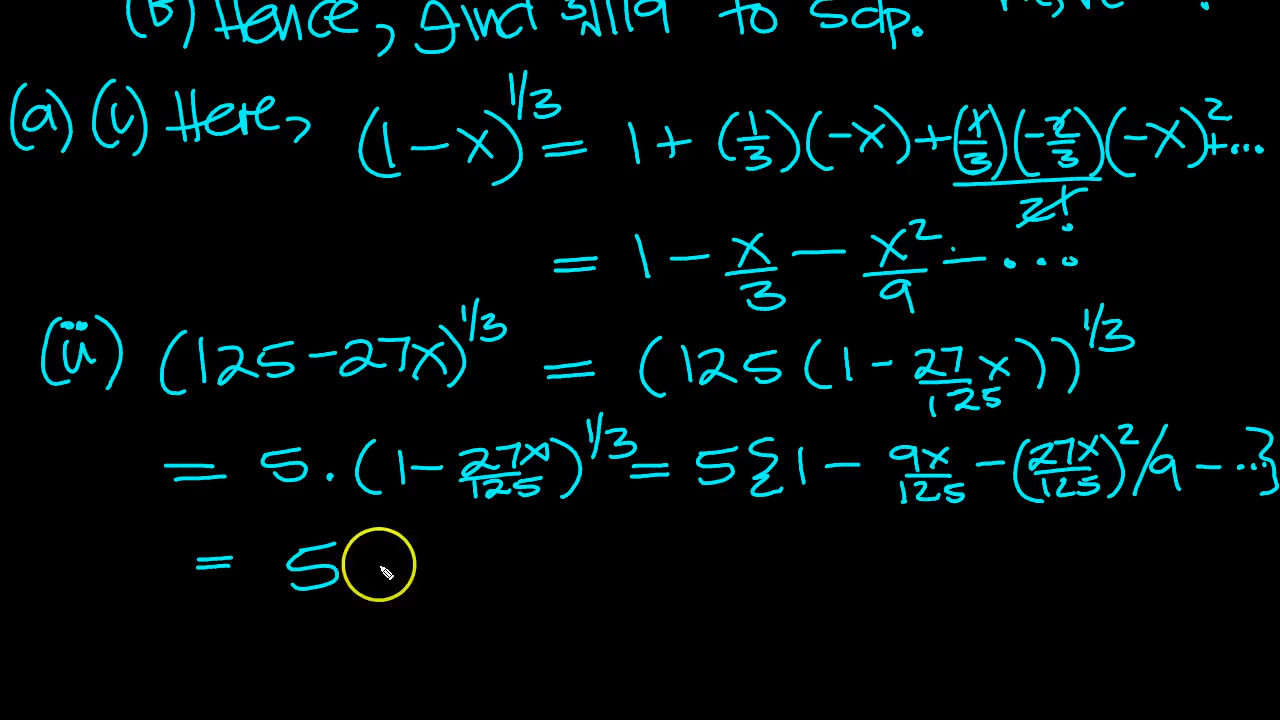 (B) Hence, find ∛119 to 5dp.
(a) (i) Here, (1 - x)^1/3 = 1 + (1/3)(-x) + (1/3)(-2/3)/2! (-x)^2 + ...
= 1 - x/3 - x^2/9 - ...
(ii) (125 - 27x)^1/3 = (125(1 - 27/125 x))^1/3
= 5 . (1 - 27x/125)^1/3 = 5{1 - 9x/125 - (27x/125)^2/9 - ...}
= 5